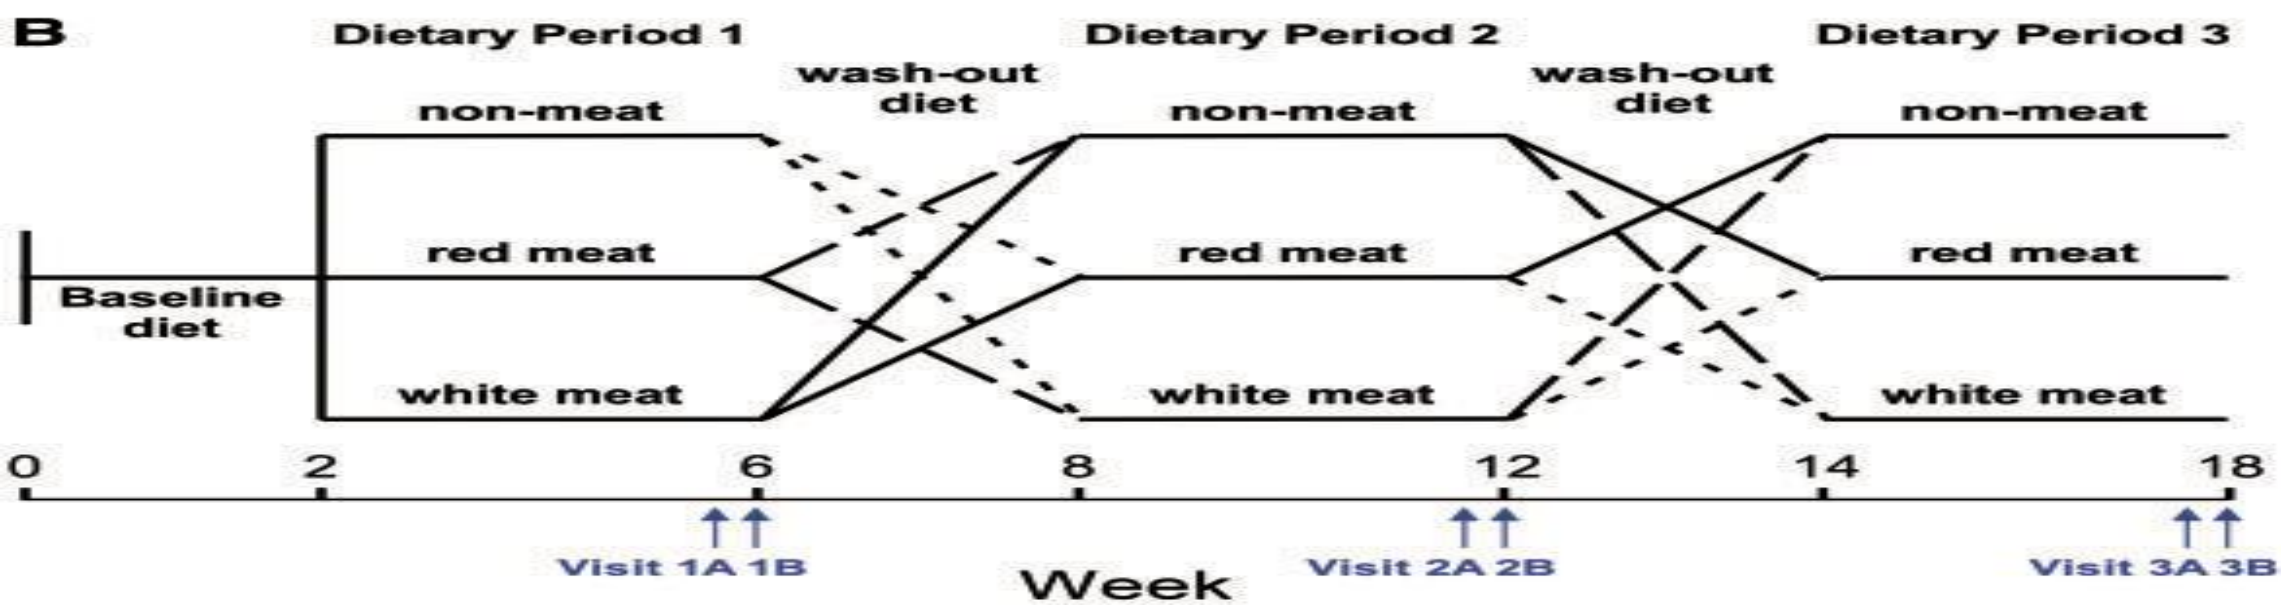 B
Dietary Period 1
Dietary Period 2
Dietary Period 3
wash-out
diet
wash-out
diet
non-meat
non-meat
non-meat
red meat
red meat
red meat
Baseline
diet
white meat
white meat
white meat
0 2 6 8 12 14 18
Visit 1A 1B
Visit 2A 2B
Visit 3A 3B
Week